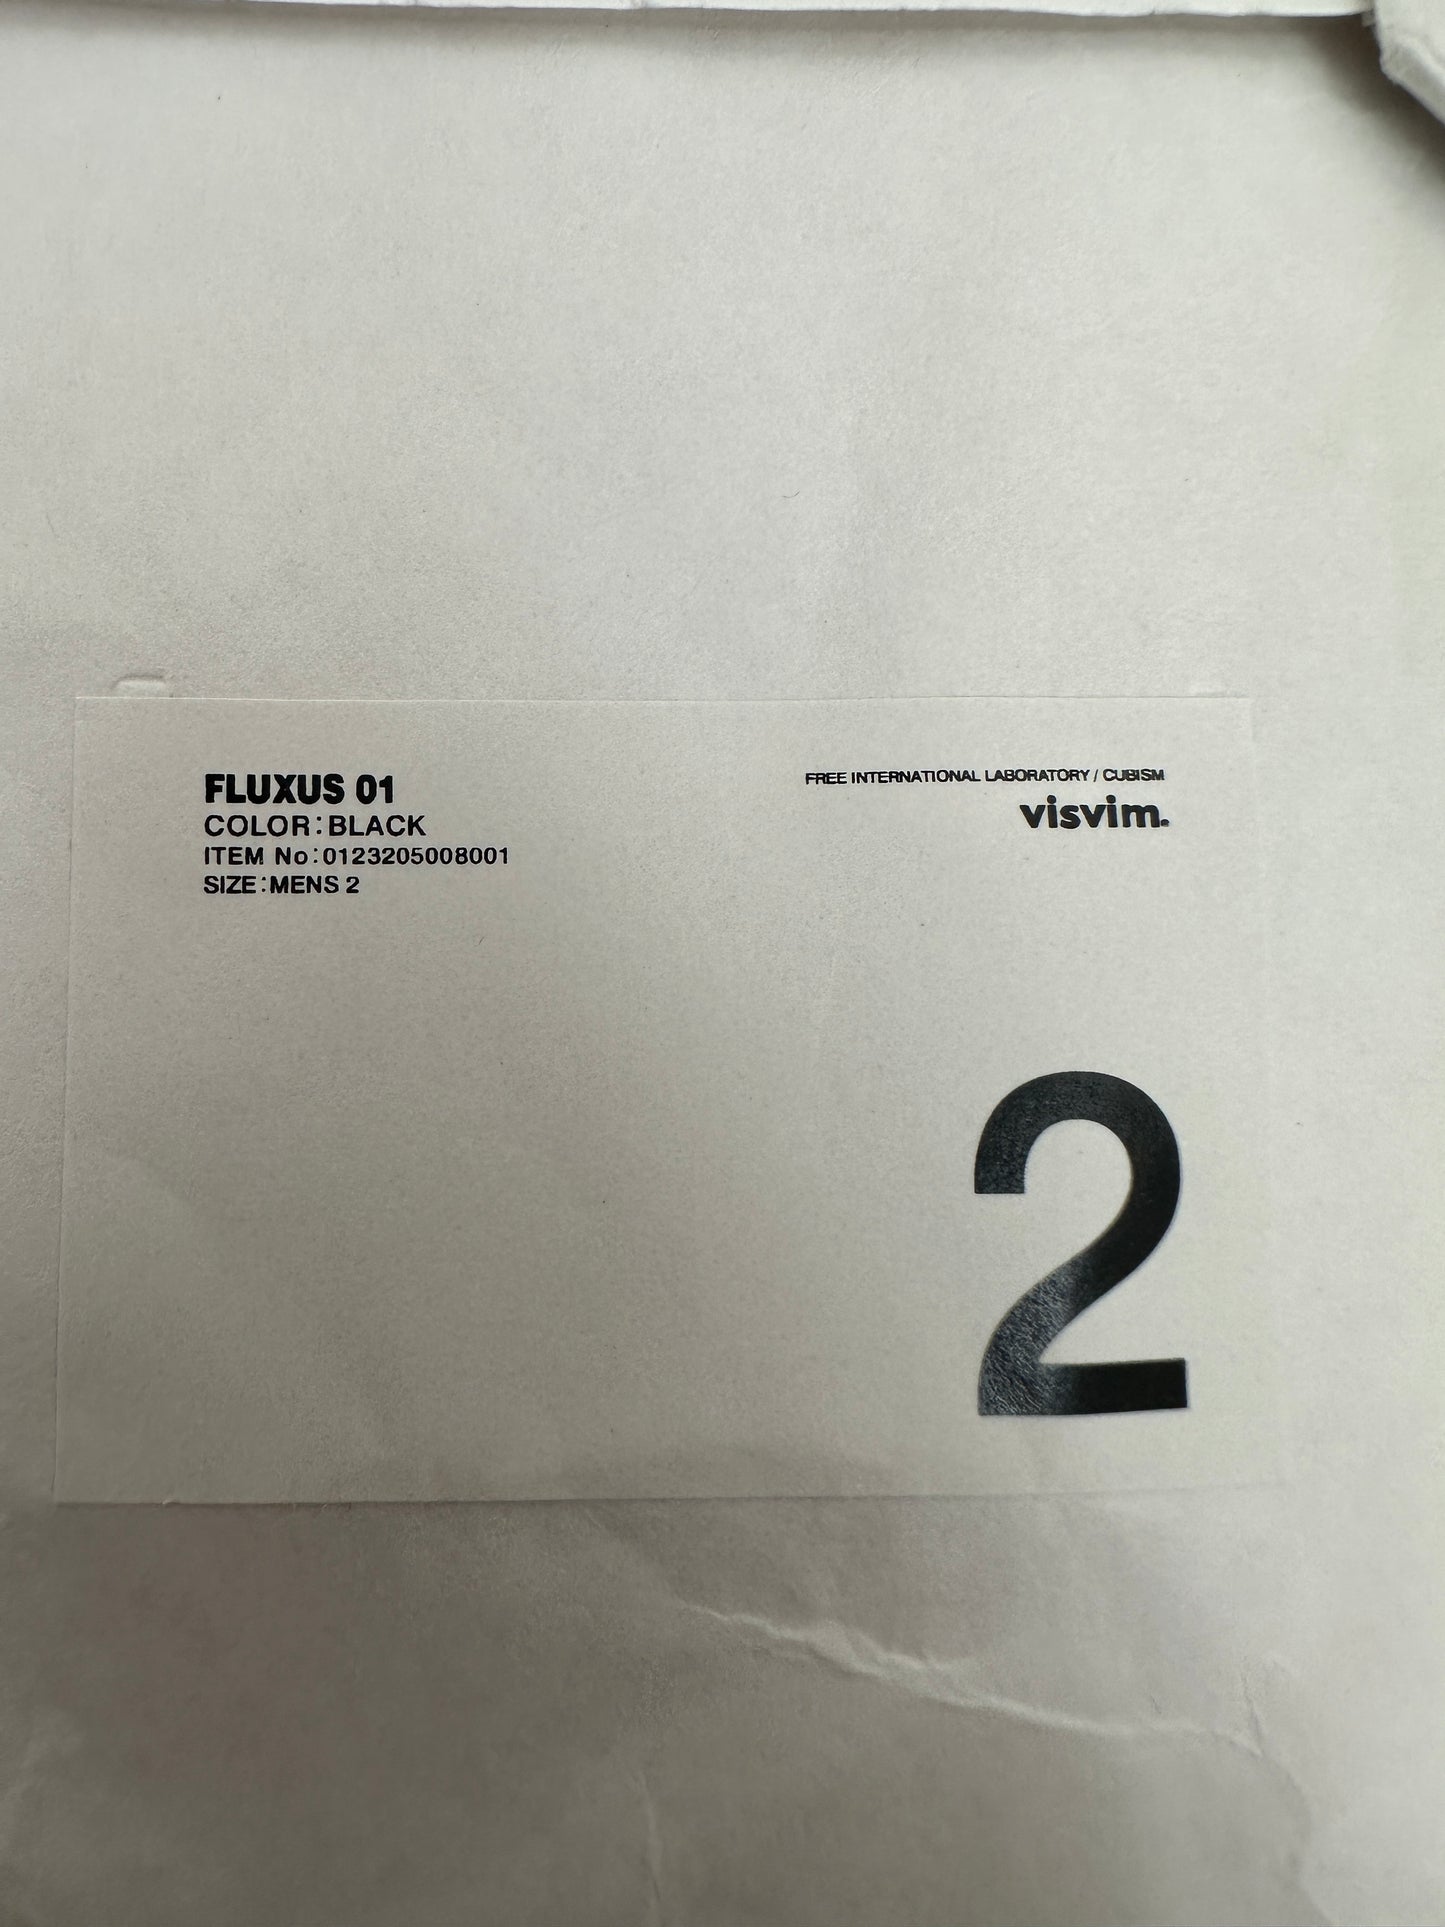 FLUXUS 01
COLOR:BLACK
ITEM No:0123205008001
SIZE:MENS 2
FREE INTERNATIONAL LABORATORY / CUBISM
visvim.
2